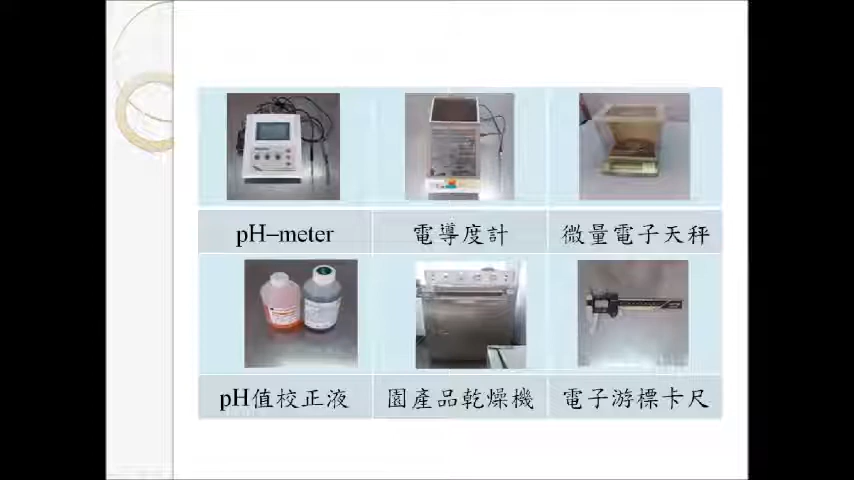 pH–meter
電導度計
微量電子天秤
pH值校正液
園產品乾燥機
電子游標卡尺